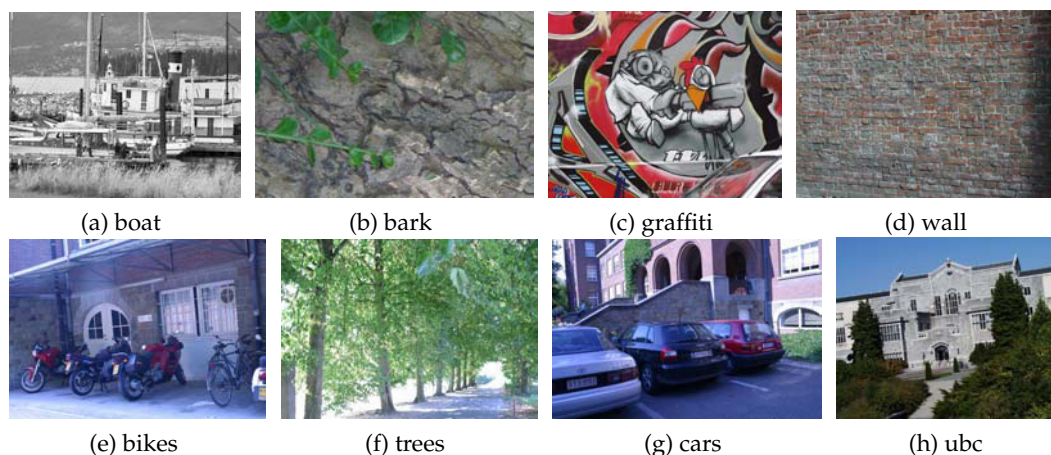 (a) boat
(b) bark
(c) graffiti
(d) wall
(e) bikes
(f) trees
(g) cars
(h) ubc